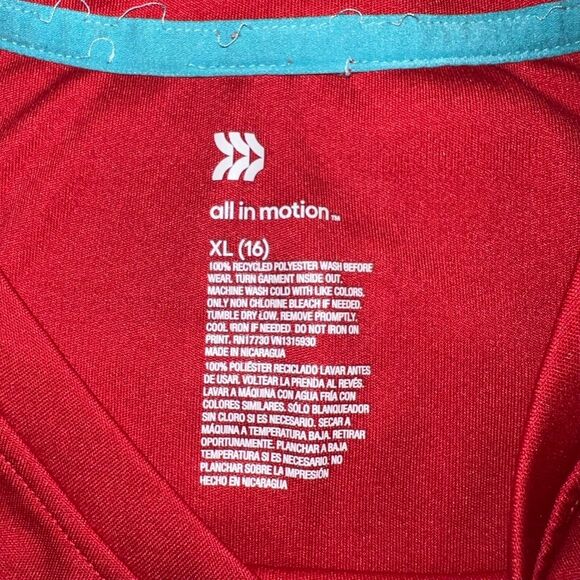 all in motion™
XL (16)
100% RECYCLED POLYESTER WASH BEFORE
WEAR. TURN GARMENT INSIDE OUT.
MACHINE WASH COLD WITH LIKE COLORS.
ONLY NON CHLORINE BLEACH IF NEEDED.
TUMBLE DRY LOW. REMOVE PROMPTLY.
COOL IRON IF NEEDED. DO NOT IRON ON
PRINT. RN17730 VN1315930
MADE IN NICARAGUA
100% POLIÉSTER RECICLADO LAVAR ANTES
DE USAR. VOLTEAR LA PRENDA AL REVÉS.
LAVAR A MÁQUINA CON AGUA FRÍA CON
COLORES SIMILARES. SÓLO BLANQUEADOR
SIN CLORO SI ES NECESARIO. SECAR A
MÁQUINA A TEMPERATURA BAJA. RETIRAR
OPORTUNAMENTE. PLANCHAR A BAJA
TEMPERATURA SI ES NECESARIO. NO
PLANCHAR SOBRE LA IMPRESIÓN
HECHO EN NICARAGUA